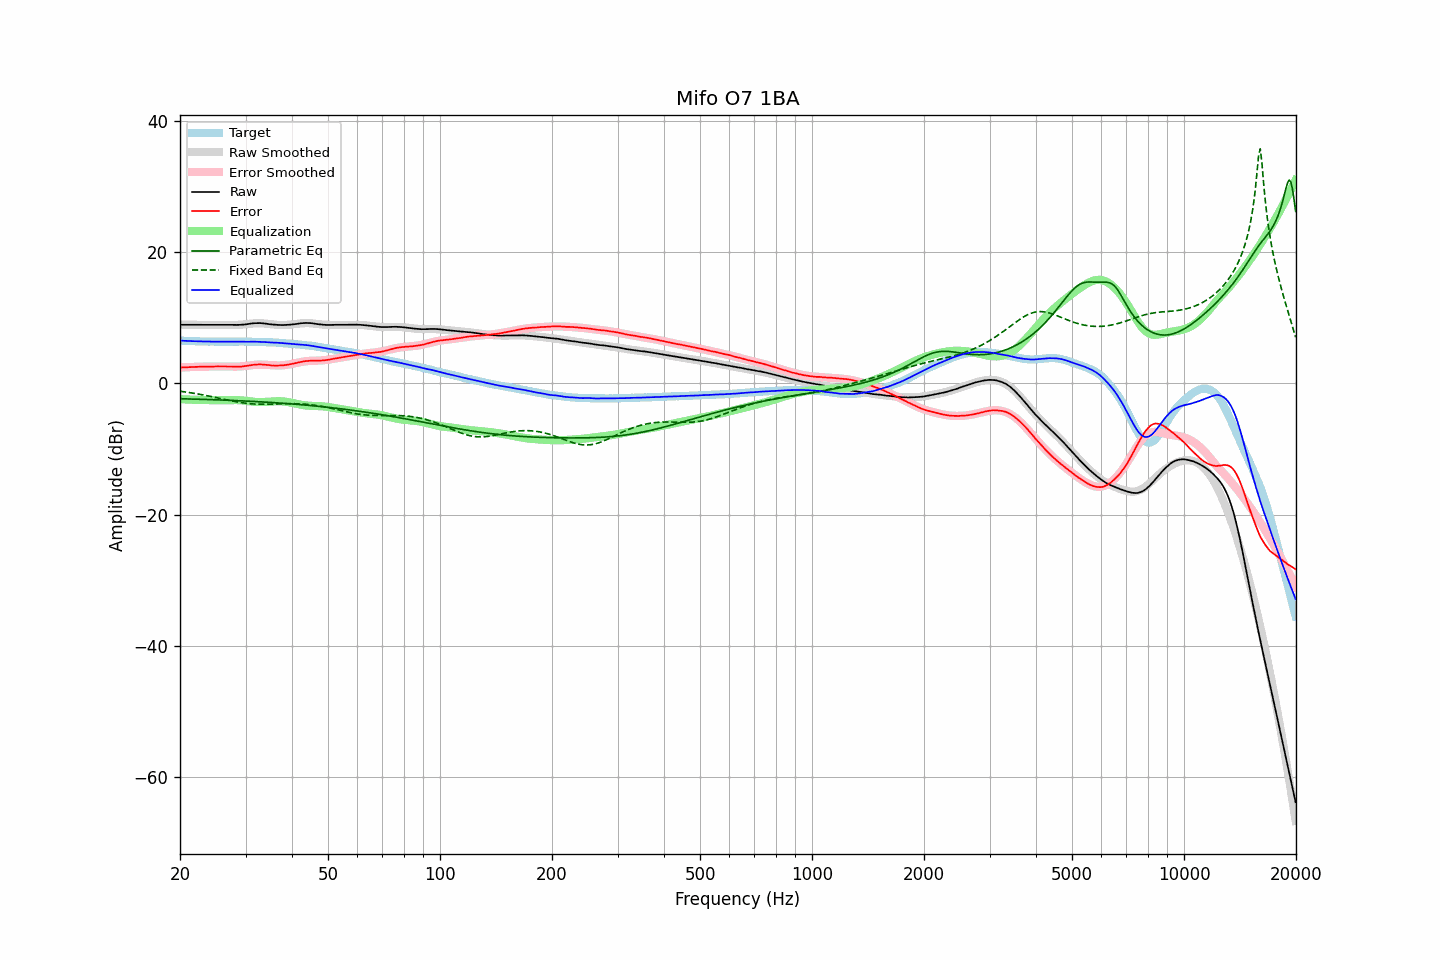 Mifo O7 1BA
40
20
0
−20
−40
−60
Amplitude (dBr)
Target
Raw Smoothed
Error Smoothed
Raw
Error
Equalization
Parametric Eq
Fixed Band Eq
Equalized
20 50 100 200 500 1000 2000 5000 10000 20000
Frequency (Hz)